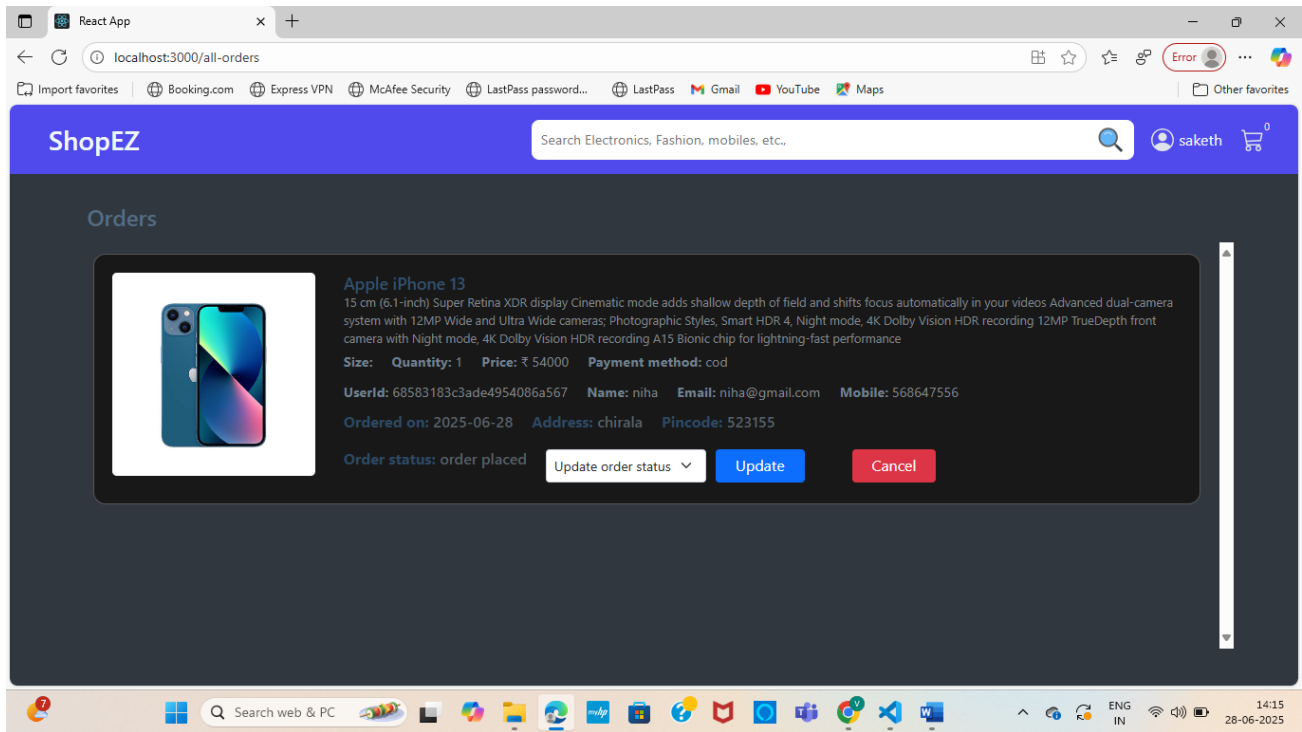 React App
localhost:3000/all-orders
Error
Import favorites
Booking.com
Express VPN
McAfee Security
LastPass password...
LastPass
Gmail
YouTube
Maps
Other favorites
ShopEZ
Search Electronics, Fashion, mobiles, etc.,
saketh
0
Orders
Apple iPhone 13
15 cm (6.1-inch) Super Retina XDR display Cinematic mode adds shallow depth of field and shifts focus automatically in your videos Advanced dual-camera
system with 12MP Wide and Ultra Wide cameras; Photographic Styles, Smart HDR 4, Night mode, 4K Dolby Vision HDR recording 12MP TrueDepth front
camera with Night mode, 4K Dolby Vision HDR recording A15 Bionic chip for lightning-fast performance
Size: Quantity: 1 Price: ₹ 54000 Payment method: cod
UserId: 68583183c3ade4954086a567 Name: niha Email: niha@gmail.com Mobile: 568647556
Ordered on: 2025-06-28 Address: chirala Pincode: 523155
Order status: order placed Update order status Update Cancel
7
Search web & PC
myhp
V
ENG
IN
14:15
28-06-2025